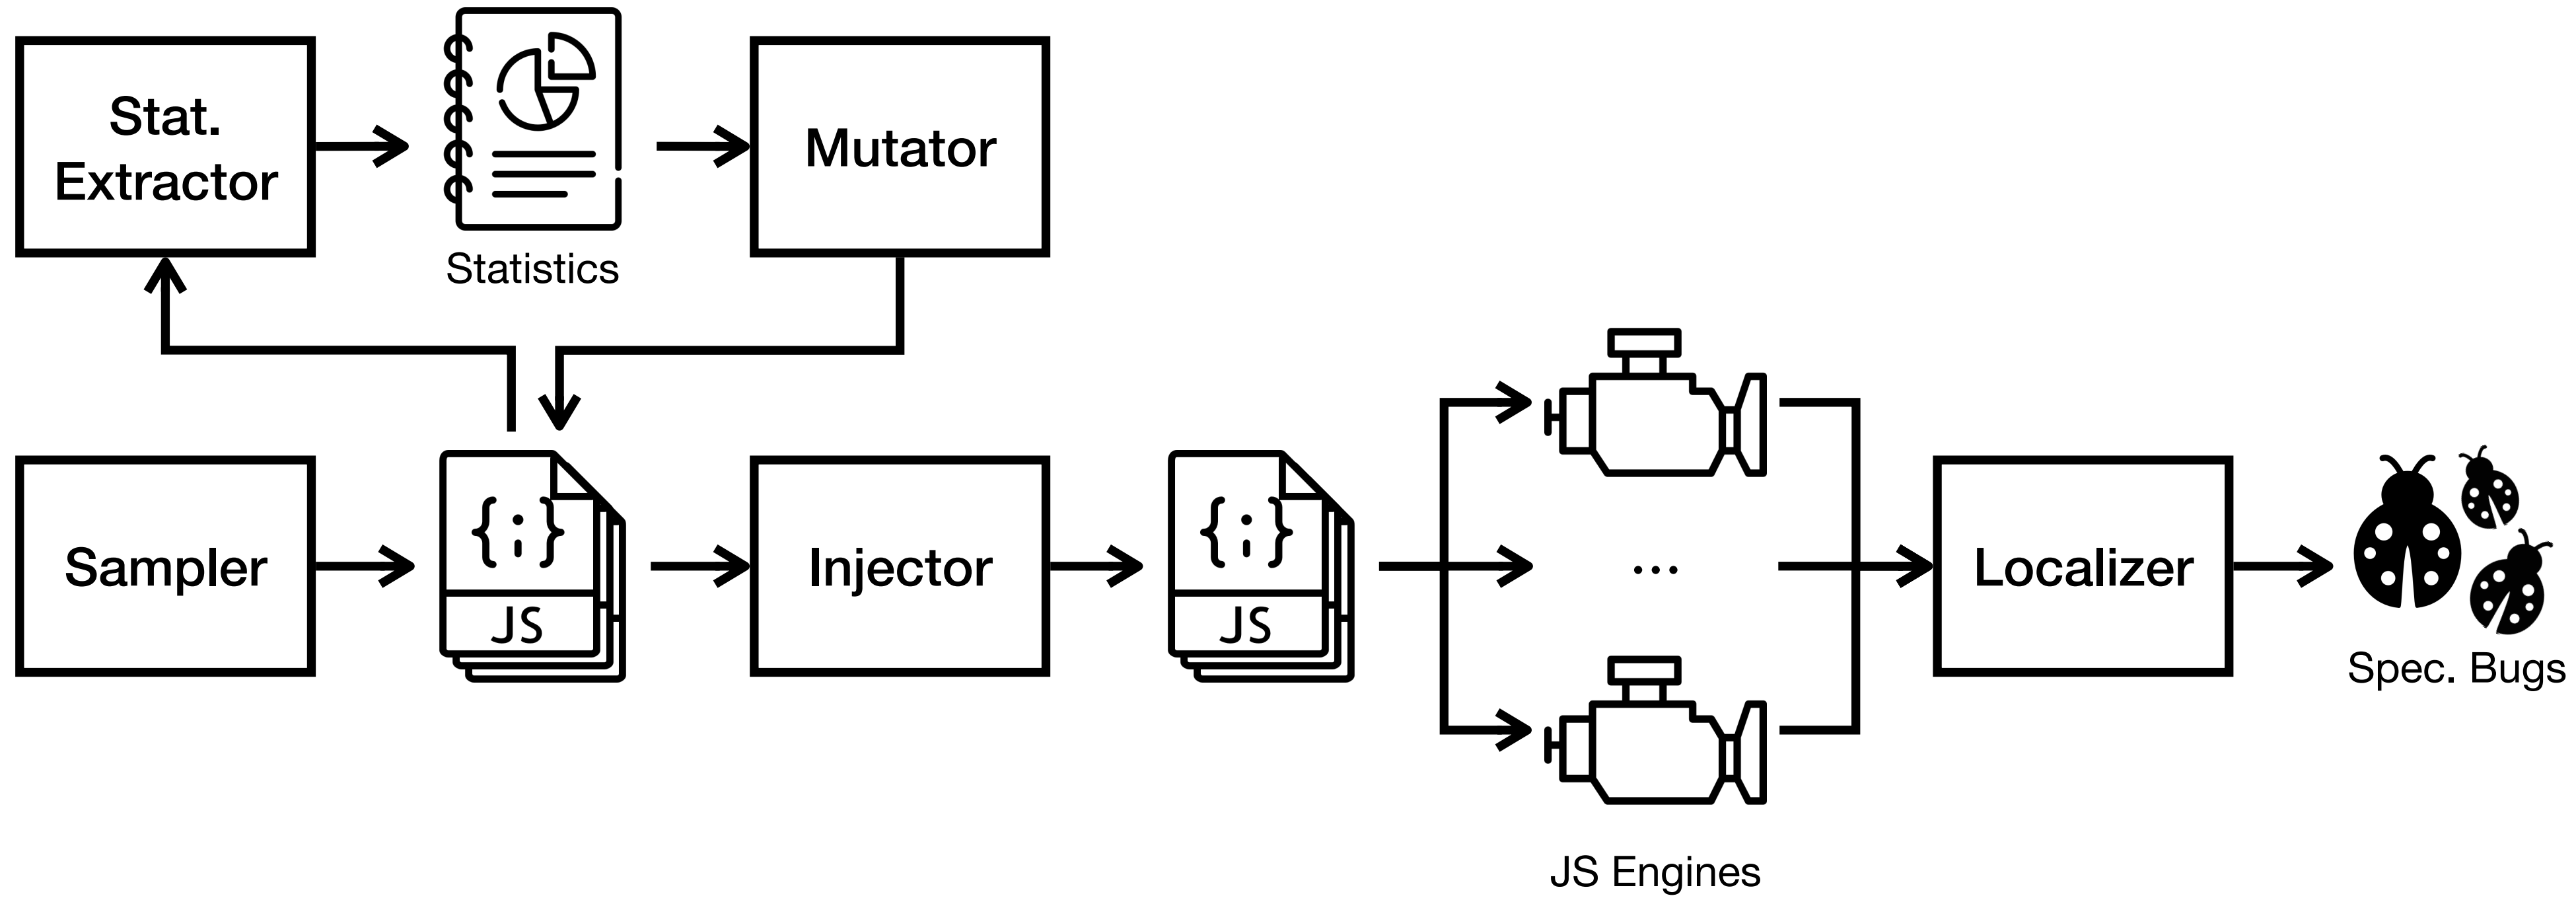 Stat.
Extractor
Statistics
Mutator
Sampler
{;}
JS
Injector
{;}
JS
...
JS Engines
Localizer
Spec. Bugs